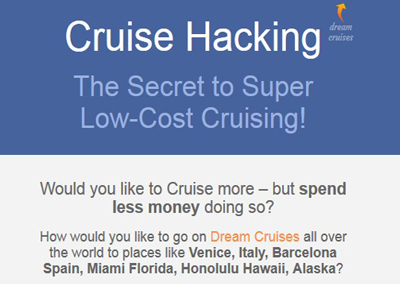 Cruise Hacking
dream
cruises
The Secret to Super
Low-Cost Cruising!
Would you like to Cruise more – but spend
less money doing so?
How would you like to go on Dream Cruises all over
the world to places like Venice, Italy, Barcelona
Spain, Miami Florida, Honolulu Hawaii, Alaska?